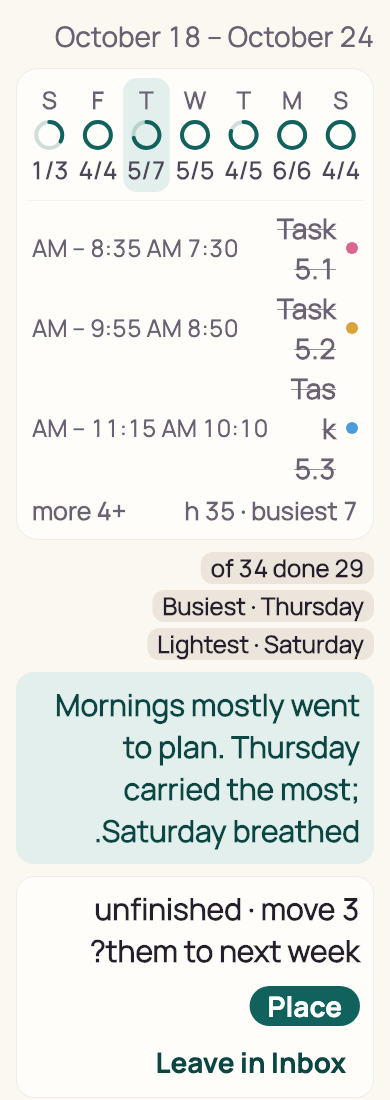 October 18 – October 24
S F T W T M S
1/3 4/4 5/7 5/5 4/5 6/6 4/4
AM – 8:35 AM 7:30
Task
5.1
AM – 9:55 AM 8:50
Task
5.2
AM – 11:15 AM 10:10
Tas
k
5.3
more 4+ h 35 · busiest 7
of 34 done 29
Busiest · Thursday
Lightest · Saturday
Mornings mostly went
to plan. Thursday
carried the most;
.Saturday breathed
unfinished · move 3
?them to next week
Place
Leave in Inbox